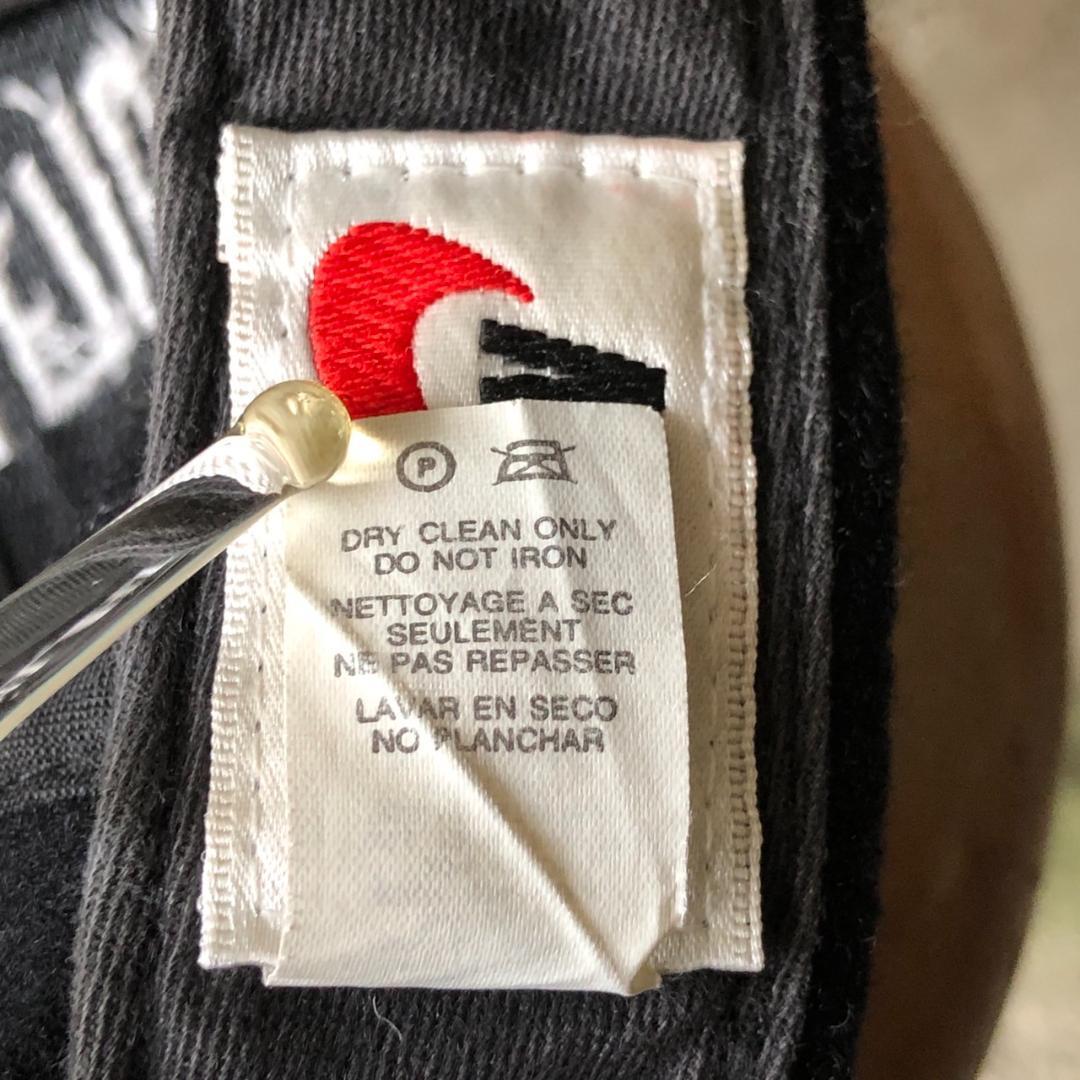 P
DRY CLEAN ONLY
DO NOT IRON
NETTOYAGE A SEC
SEULEMENT
NE PAS REPASSER
LAVAR EN SECO
NO PLANCHAR